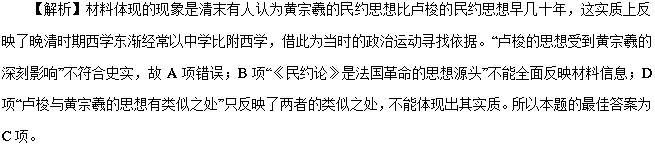 【解析】材料体现的现象是清末有人认为黄宗羲的民约思想比卢梭的民约思想早几十年，这实质上反
映了晚清时期西学东渐经常以中学比附西学，借此为当时的政治运动寻找依据。“卢梭的思想受到黄宗羲的
深刻影响”不符合史实，故 A 项错误；B 项“《民约论》是法国革命的思想源头”不能全面反映材料信息；D
项“卢梭与黄宗羲的思想有类似之处”只反映了两者的类似之处，不能体现出其实质。所以本题的最佳答案为
C 项。